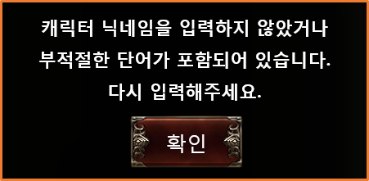 캐릭터 닉네임을 입력하지 않았거나
부적절한 단어가 포함되어 있습니다.
다시 입력해주세요.
확인